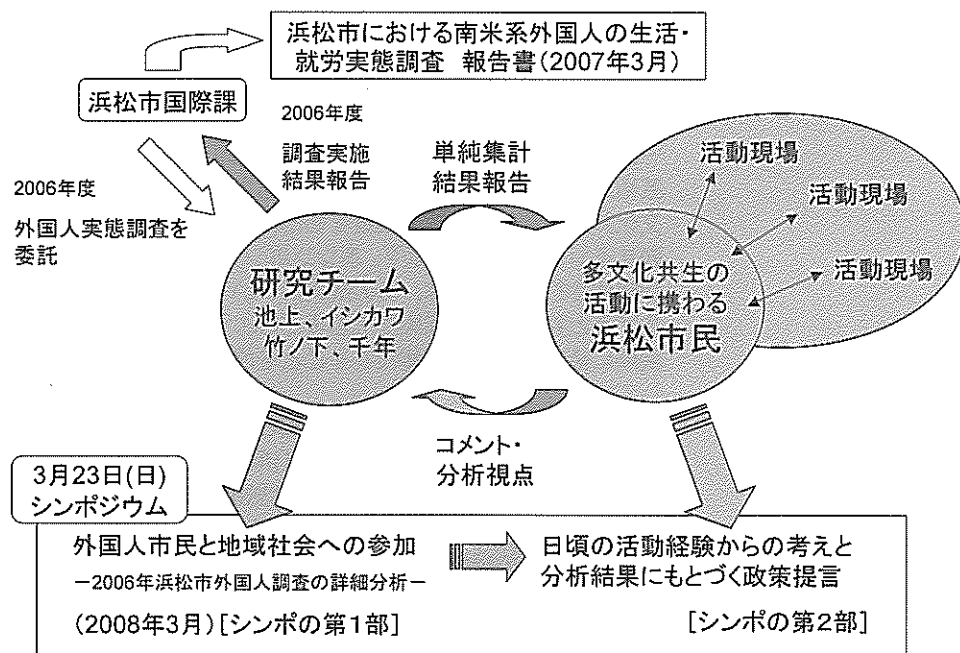 浜松市における南米系外国人の生活・
就労実態調査 報告書(2007年3月)
浜松市国際課
2006年度
調査実施
結果報告
2006年度
外国人実態調査を
委託
単純集計
結果報告
活動現場
活動現場
活動現場
研究チーム
池上、イシカワ
竹ノ下、千年
多文化共生の
活動に携わる
浜松市民
コメント・
分析視点
3月23日(日)
シンポジウム
外国人市民と地域社会への参加
－2006年浜松市外国人調査の詳細分析－
(2008年3月)[シンポの第1部]
日頃の活動経験からの考えと
分析結果にもとづく政策提言
[シンポの第2部]